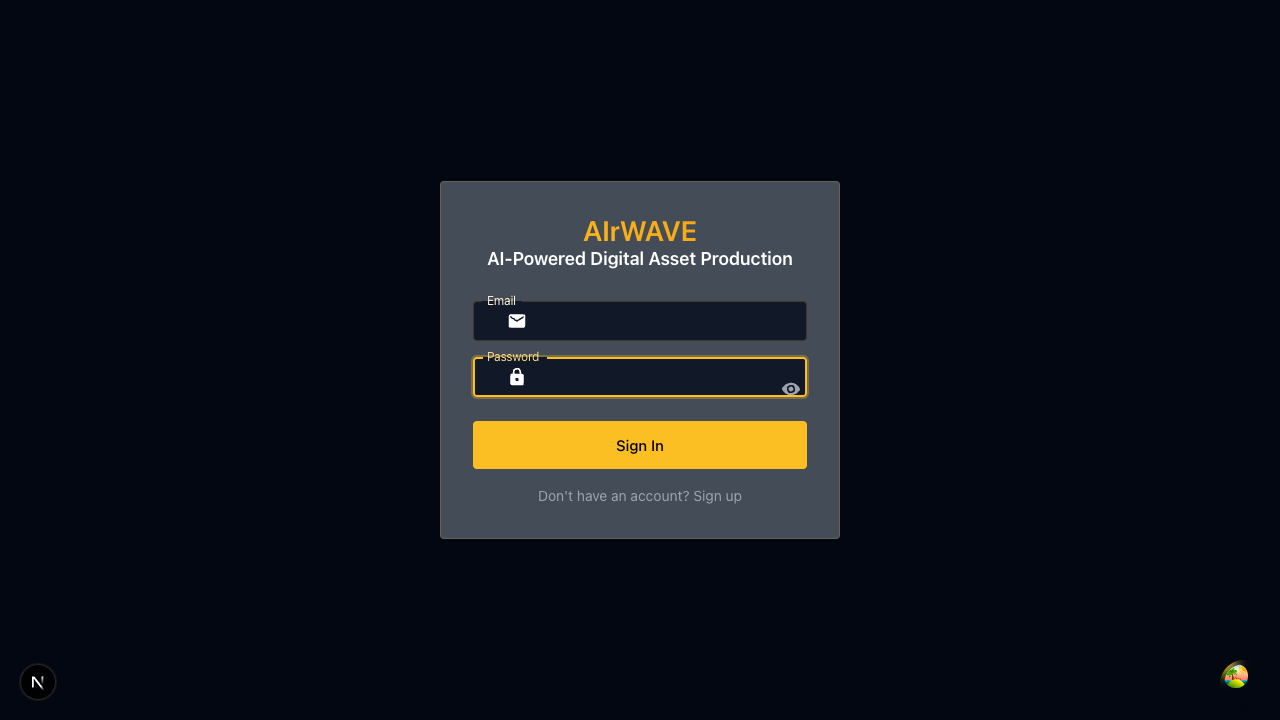 AIrWAVE
AI-Powered Digital Asset Production
Email
Password
Sign In
Don't have an account? Sign up
N